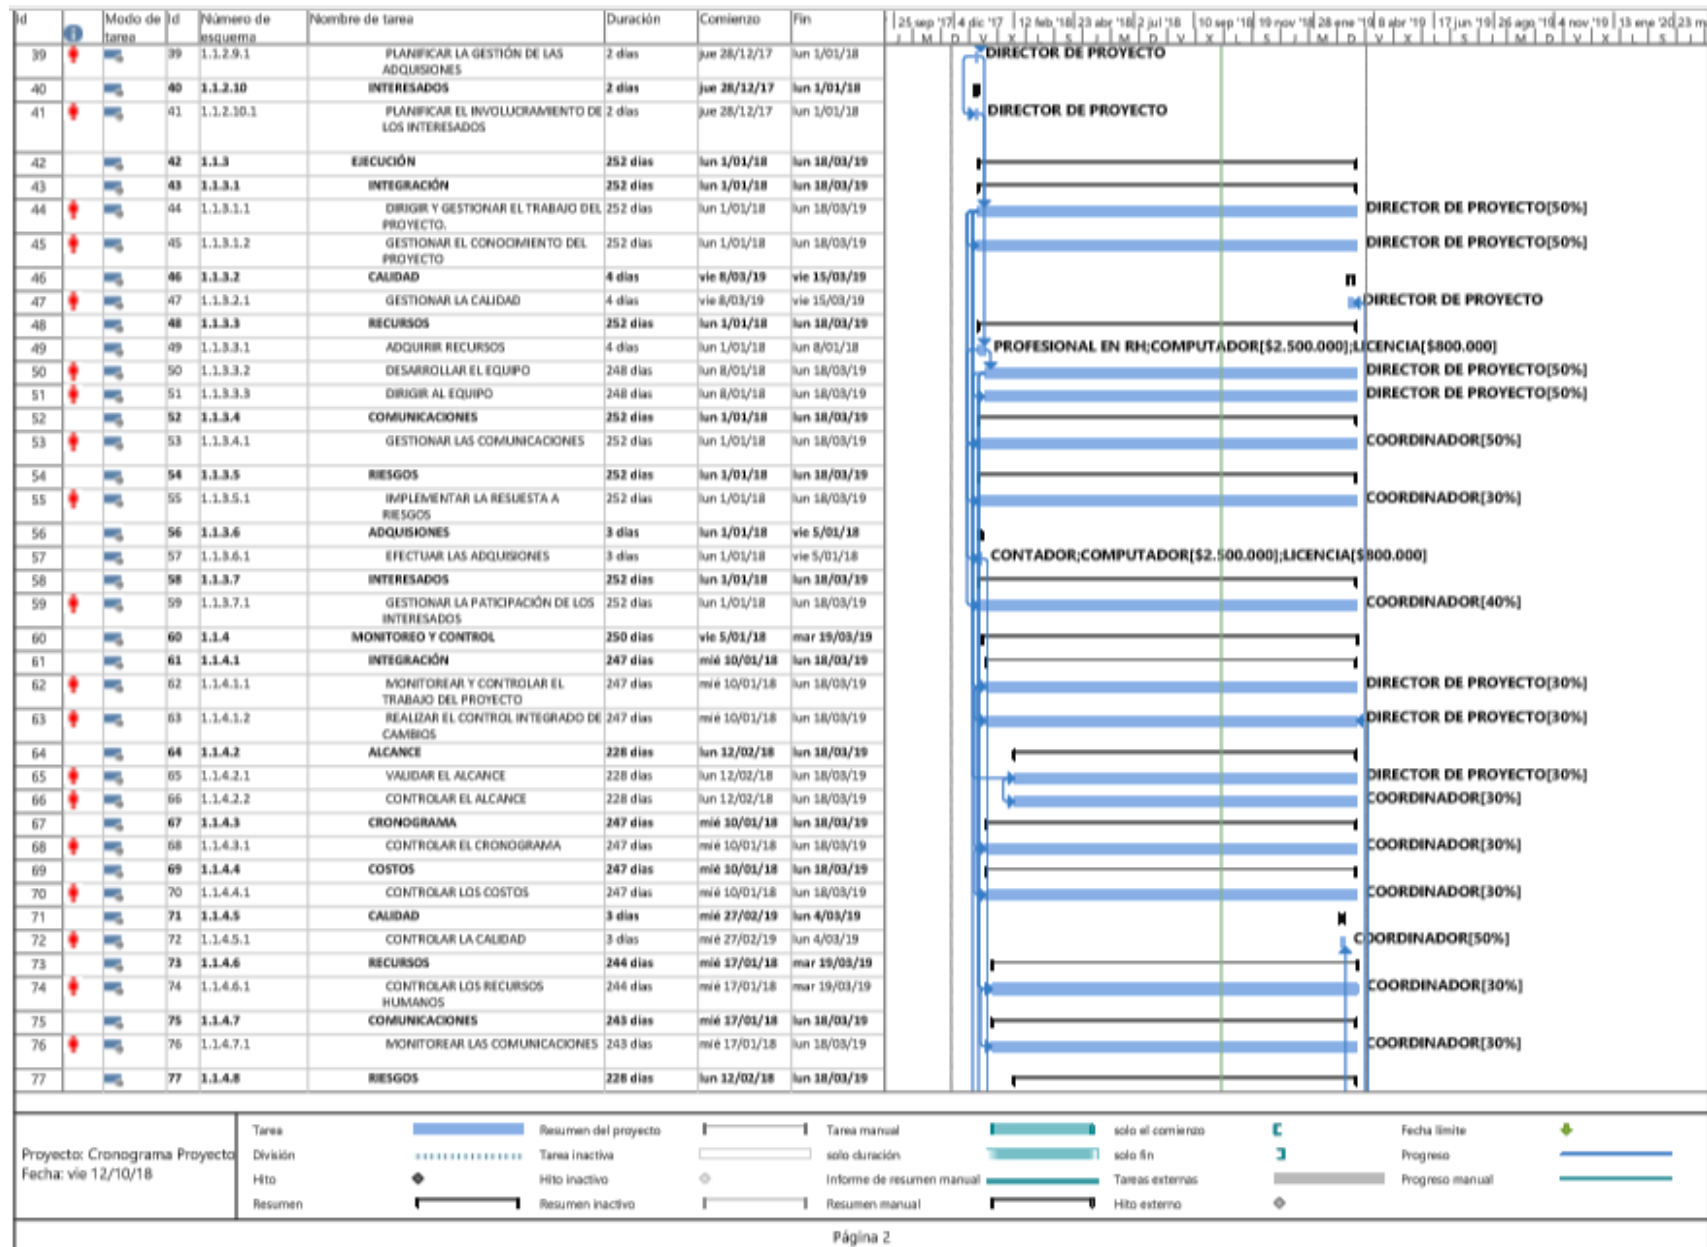 Id Modo de tarea Id Número de esquema Nombre de tarea Duración Comienzo Fin
25 sep '17 4 dic '17 12 feb '18 23 abr '18 2 jul '18 10 sep '18 19 nov '18 28 ene '19 8 abr '19 17 jun '19 26 ago '19 4 nov '19 13 ene '20 23 m
J M D V X L S J M D V X L S J M D V X L S J M D V X L S
39 39 1.1.2.9.1 PLANIFICAR LA GESTIÓN DE LAS ADQUISIONES 2 días jue 28/12/17 lun 1/01/18 DIRECTOR DE PROYECTO
40 40 1.1.2.10 INTERESADOS 2 días jue 28/12/17 lun 1/01/18
41 41 1.1.2.10.1 PLANIFICAR EL INVOLUCRAMIENTO DE LOS INTERESADOS 2 días jue 28/12/17 lun 1/01/18 DIRECTOR DE PROYECTO
42 42 1.1.3 EJECUCIÓN 252 días lun 1/01/18 lun 18/03/19
43 43 1.1.3.1 INTEGRACIÓN 252 días lun 1/01/18 lun 18/03/19
44 44 1.1.3.1.1 DIRIGIR Y GESTIONAR EL TRABAJO DEL PROYECTO. 252 días lun 1/01/18 lun 18/03/19 DIRECTOR DE PROYECTO[50%]
45 45 1.1.3.1.2 GESTIONAR EL CONOCIMIENTO DEL PROYECTO 252 días lun 1/01/18 lun 18/03/19 DIRECTOR DE PROYECTO[50%]
46 46 1.1.3.2 CALIDAD 4 días vie 8/03/19 vie 15/03/19
47 47 1.1.3.2.1 GESTIONAR LA CALIDAD 4 días vie 8/03/19 vie 15/03/19 DIRECTOR DE PROYECTO
48 48 1.1.3.3 RECURSOS 252 días lun 1/01/18 lun 18/03/19
49 49 1.1.3.3.1 ADQUIRIR RECURSOS 4 días lun 1/01/18 lun 8/01/18 PROFESIONAL EN RH;COMPUTADOR[$2.500.000];LICENCIA[$800.000]
50 50 1.1.3.3.2 DESARROLLAR EL EQUIPO 248 días lun 8/01/18 lun 18/03/19 DIRECTOR DE PROYECTO[50%]
51 51 1.1.3.3.3 DIRIGIR AL EQUIPO 248 días lun 8/01/18 lun 18/03/19 DIRECTOR DE PROYECTO[50%]
52 52 1.1.3.4 COMUNICACIONES 252 días lun 1/01/18 lun 18/03/19
53 53 1.1.3.4.1 GESTIONAR LAS COMUNICACIONES 252 días lun 1/01/18 lun 18/03/19 COORDINADOR[50%]
54 54 1.1.3.5 RIESGOS 252 días lun 1/01/18 lun 18/03/19
55 55 1.1.3.5.1 IMPLEMENTAR LA RESUESTA A RIESGOS 252 días lun 1/01/18 lun 18/03/19 COORDINADOR[30%]
56 56 1.1.3.6 ADQUISIONES 3 días lun 1/01/18 vie 5/01/18
57 57 1.1.3.6.1 EFECTUAR LAS ADQUISIONES 3 días lun 1/01/18 vie 5/01/18 CONTADOR;COMPUTADOR[$2.500.000];LICENCIA[$800.000]
58 58 1.1.3.7 INTERESADOS 252 días lun 1/01/18 lun 18/03/19
59 59 1.1.3.7.1 GESTIONAR LA PATICIPACIÓN DE LOS INTERESADOS 252 días lun 1/01/18 lun 18/03/19 COORDINADOR[40%]
60 60 1.1.4 MONITOREO Y CONTROL 250 días vie 5/01/18 mar 19/03/19
61 61 1.1.4.1 INTEGRACIÓN 247 días mié 10/01/18 lun 18/03/19
62 62 1.1.4.1.1 MONITOREAR Y CONTROLAR EL TRABAJO DEL PROYECTO 247 días mié 10/01/18 lun 18/03/19 DIRECTOR DE PROYECTO[30%]
63 63 1.1.4.1.2 REALIZAR EL CONTROL INTEGRADO DE CAMBIOS 247 días mié 10/01/18 lun 18/03/19 DIRECTOR DE PROYECTO[30%]
64 64 1.1.4.2 ALCANCE 228 días lun 12/02/18 lun 18/03/19
65 65 1.1.4.2.1 VALIDAR EL ALCANCE 228 días lun 12/02/18 lun 18/03/19 DIRECTOR DE PROYECTO[30%]
66 66 1.1.4.2.2 CONTROLAR EL ALCANCE 228 días lun 12/02/18 lun 18/03/19 COORDINADOR[30%]
67 67 1.1.4.3 CRONOGRAMA 247 días mié 10/01/18 lun 18/03/19
68 68 1.1.4.3.1 CONTROLAR EL CRONOGRAMA 247 días mié 10/01/18 lun 18/03/19 COORDINADOR[30%]
69 69 1.1.4.4 COSTOS 247 días mié 10/01/18 lun 18/03/19
70 70 1.1.4.4.1 CONTROLAR LOS COSTOS 247 días mié 10/01/18 lun 18/03/19 COORDINADOR[30%]
71 71 1.1.4.5 CALIDAD 3 días mié 27/02/19 lun 4/03/19
72 72 1.1.4.5.1 CONTROLAR LA CALIDAD 3 días mié 27/02/19 lun 4/03/19 COORDINADOR[50%]
73 73 1.1.4.6 RECURSOS 244 días mié 17/01/18 mar 19/03/19
74 74 1.1.4.6.1 CONTROLAR LOS RECURSOS HUMANOS 244 días mié 17/01/18 mar 19/03/19 COORDINADOR[30%]
75 75 1.1.4.7 COMUNICACIONES 243 días mié 17/01/18 lun 18/03/19
76 76 1.1.4.7.1 MONITOREAR LAS COMUNICACIONES 243 días mié 17/01/18 lun 18/03/19 COORDINADOR[30%]
77 77 1.1.4.8 RIESGOS 228 días lun 12/02/18 lun 18/03/19
Proyecto: Cronograma Proyecto
Fecha: vie 12/10/18
Tarea Resumen del proyecto Tarea manual solo el comienzo Fecha límite
División Tarea inactiva solo duración solo fin Progreso
Hito Hito inactivo Informe de resumen manual Tareas externas Progreso manual
Resumen Resumen inactivo Resumen manual Hito externo
Página 2